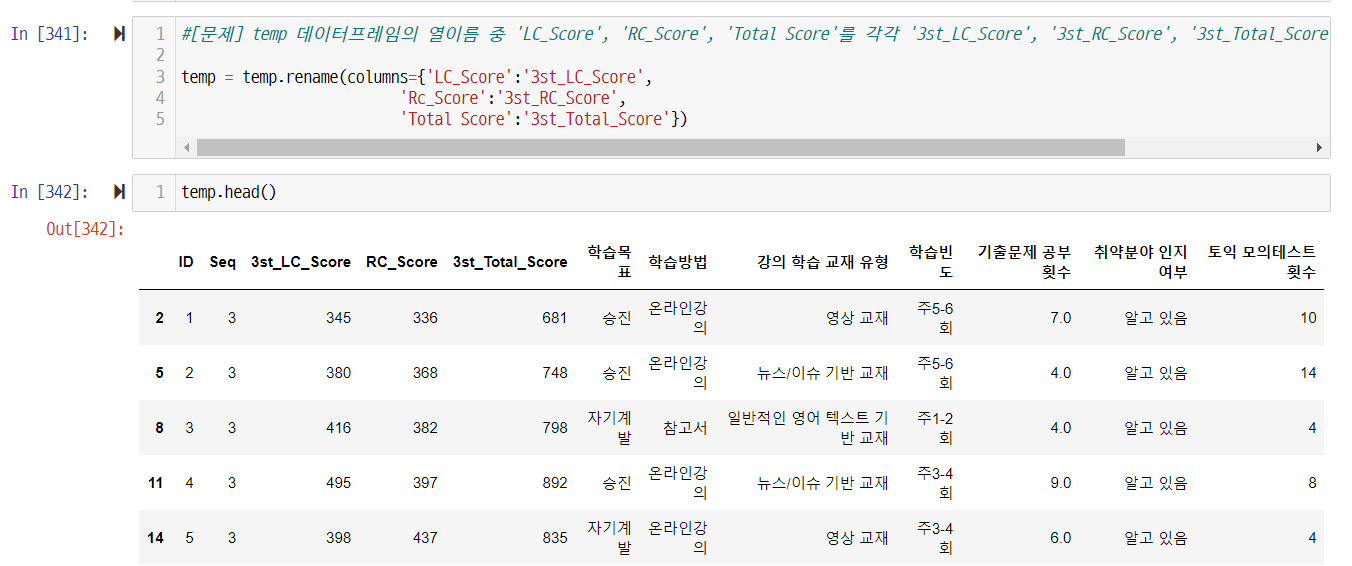 In [341]:
1 #[문제] temp 데이터프레임의 열이름 중 'LC_Score', 'RC_Score', 'Total Score'를 각각 '3st_LC_Score', '3st_RC_Score', '3st_Total_Score
2
3 temp = temp.rename(columns={'LC_Score':'3st_LC_Score',
4 'Rc_Score':'3st_RC_Score',
5 'Total Score':'3st_Total_Score'})
In [342]:
1 temp.head()
Out[342]:
ID Seq 3st_LC_Score RC_Score 3st_Total_Score 학습목표 학습방법 강의 학습 교재 유형 학습빈도 기출문제 공부 횟수 취약분야 인지 여부 토익 모의테스트 횟수
2 1 3 345 336 681 승진 온라인강의 영상 교재 주5-6회 7.0 알고 있음 10
5 2 3 380 368 748 승진 온라인강의 뉴스/이슈 기반 교재 주5-6회 4.0 알고 있음 14
8 3 3 416 382 798 자기계발 참고서 일반적인 영어 텍스트 기반 교재 주1-2회 4.0 알고 있음 4
11 4 3 495 397 892 승진 온라인강의 뉴스/이슈 기반 교재 주3-4회 9.0 알고 있음 8
14 5 3 398 437 835 자기계발 온라인강의 영상 교재 주3-4회 6.0 알고 있음 4